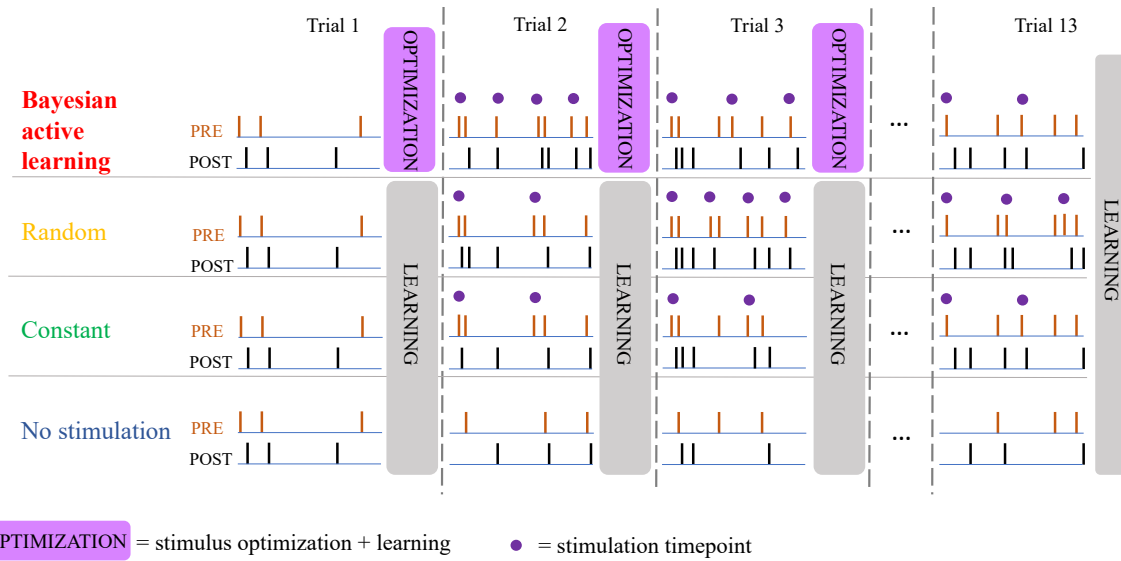 Trial 1
Trial 2
Trial 3
Trial 13
OPTIMIZATION
OPTIMIZATION
OPTIMIZATION
Bayesian
active
learning
PRE
POST
...
Random
PRE
POST
...
LEARNING
LEARNING
LEARNING
LEARNING
Constant
PRE
POST
...
No stimulation
PRE
POST
...
PTIMIZATION = stimulus optimization + learning
= stimulation timepoint